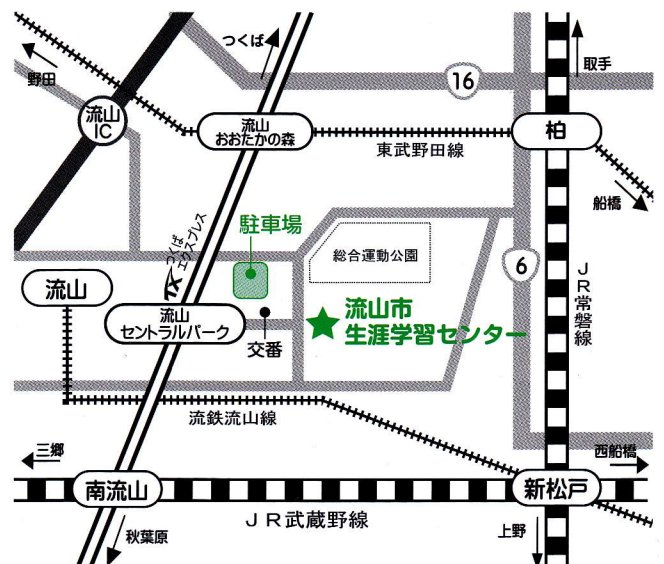 つくば
取手
野田
16
流山
IC
流山
おおたかの森
柏
東武野田線
船橋
つくば
エクスプレス
TX
駐車場
総合運動公園
6
JR常磐線
流山
流山
セントラルパーク
交番
流山市
生涯学習センター
流鉄流山線
三郷
西船橋
南流山
新松戸
JR武蔵野線
秋葉原
上野